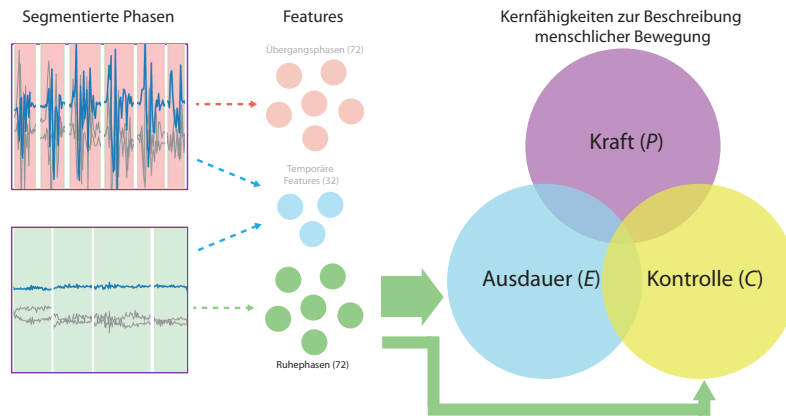 Segmentierte Phasen
Features
Kernfähigkeiten zur Beschreibung
menschlicher Bewegung
Übergangsphasen (72)
Temporäre
Features (32)
Ruhephasen (72)
Kraft (P)
Ausdauer (E)
Kontrolle (C)